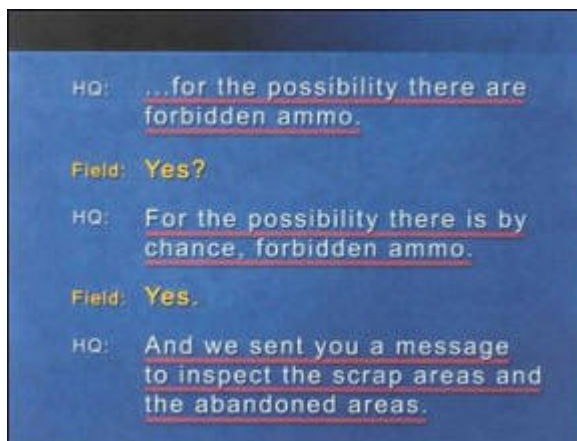 HQ: ...for the possibility there are
forbidden ammo.
Field: Yes?
HQ: For the possibility there is by
chance, forbidden ammo.
Field: Yes.
HQ: And we sent you a message
to inspect the scrap areas and
the abandoned areas.